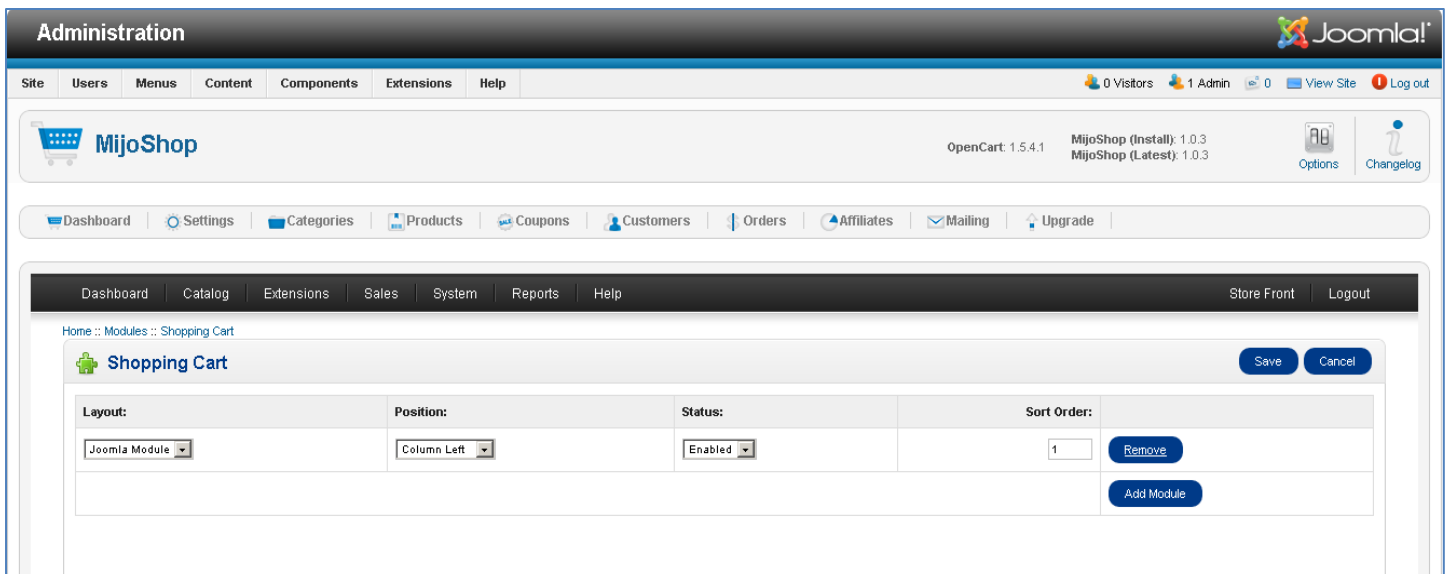 Administration Joomla!
Site Users Menus Content Components Extensions Help 0 Visitors 1 Admin 0 View Site Log out
MijoShop OpenCart: 1.5.4.1 MijoShop (Install): 1.0.3
MijoShop (Latest): 1.0.3
Options Changelog
Dashboard Settings Categories Products Coupons Customers Orders Affiliates Mailing Upgrade
Dashboard Catalog Extensions Sales System Reports Help Store Front Logout
Home :: Modules :: Shopping Cart
Shopping Cart Save Cancel
Layout: Position: Status: Sort Order:
Joomla Module Column Left Enabled 1 Remove
Add Module